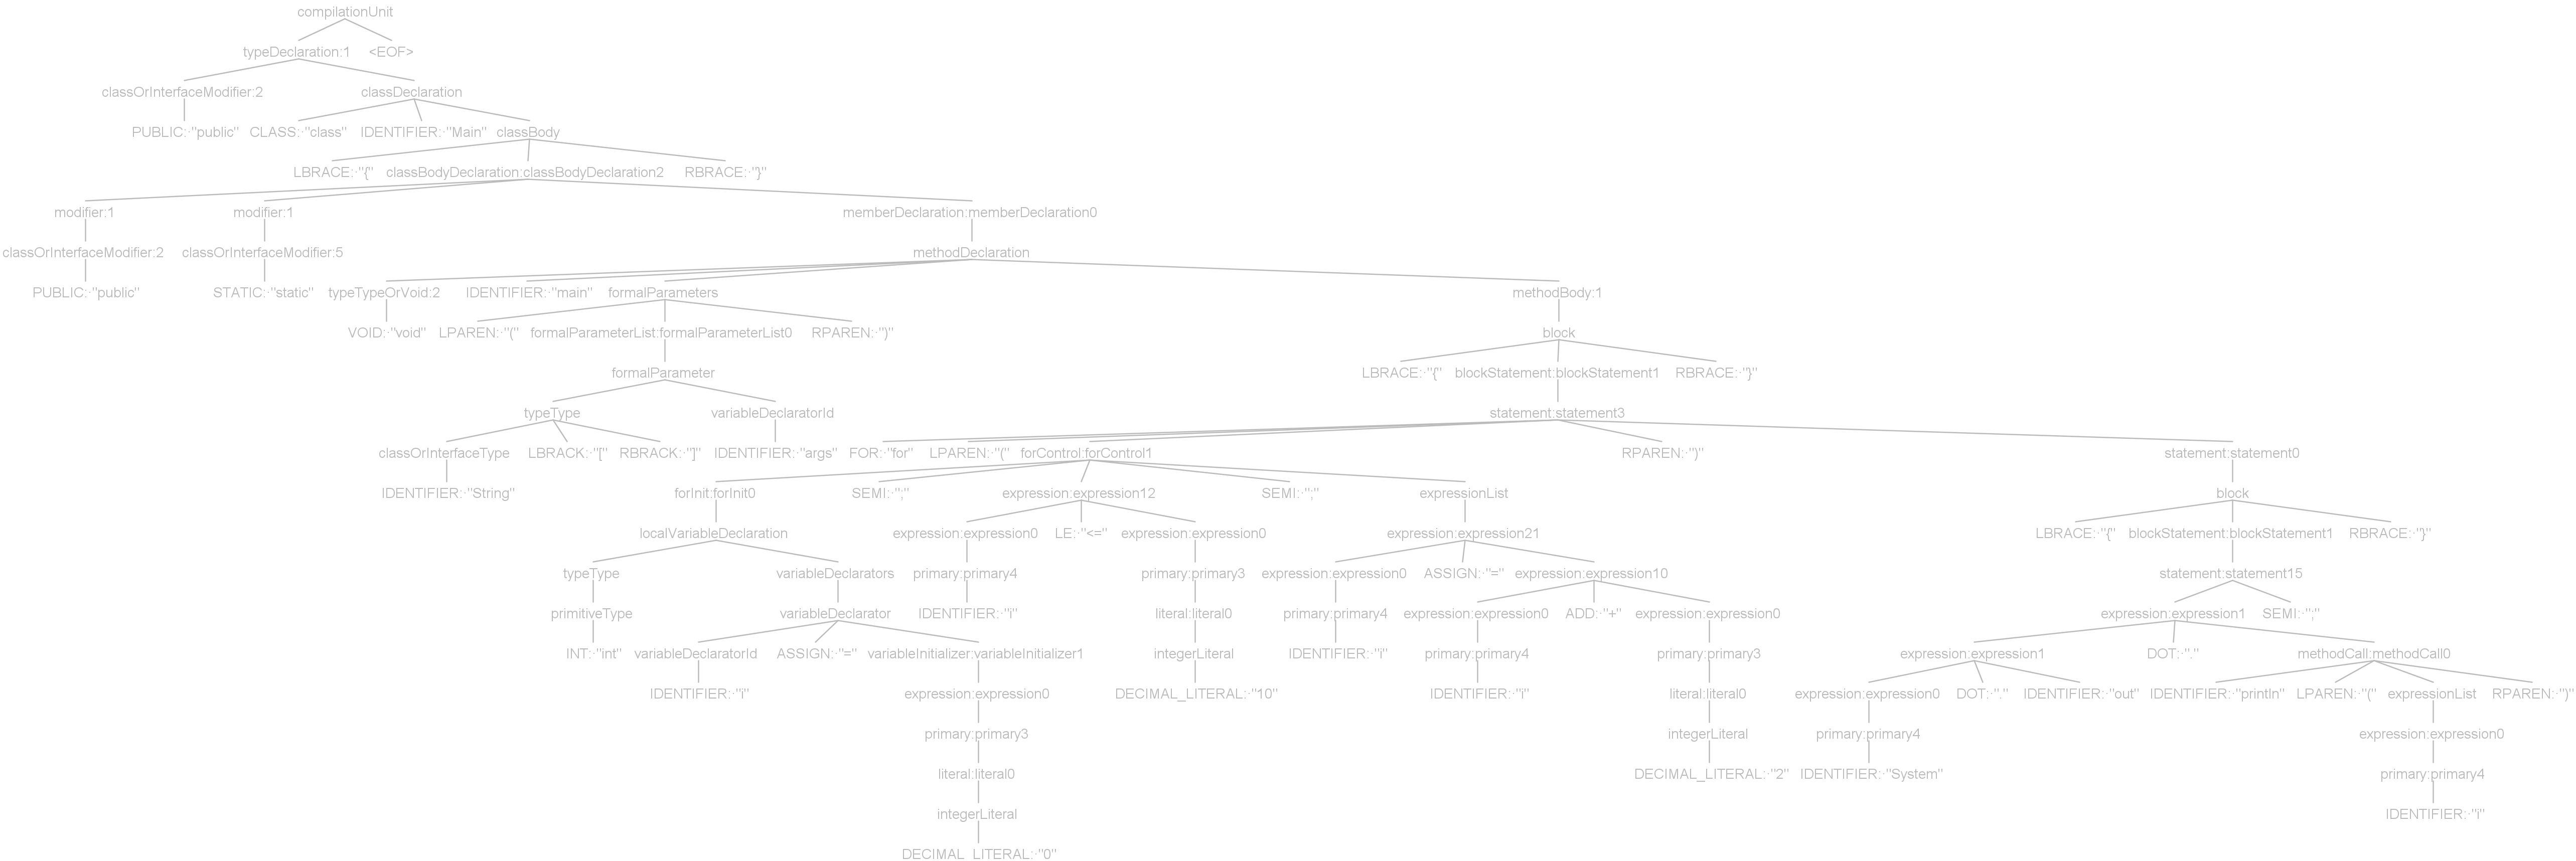 compilationUnit
typeDeclaration:1 <EOF>
classOrInterfaceModifier:2 classDeclaration
PUBLIC:·"public" CLASS:·"class" IDENTIFIER:·"Main" classBody
LBRACE:·"{" classBodyDeclaration:classBodyDeclaration2 RBRACE:·"}"
modifier:1 modifier:1 memberDeclaration:memberDeclaration0
classOrInterfaceModifier:2 classOrInterfaceModifier:5 methodDeclaration
PUBLIC:·"public" STATIC:·"static" typeTypeOrVoid:2 IDENTIFIER:·"main" formalParameters methodBody:1
VOID:·"void" LPAREN:·"(" formalParameterList:formalParameterList0 RPAREN:·")" block
formalParameter LBRACE:·"{" blockStatement:blockStatement1 RBRACE:·"}"
typeType variableDeclaratorId statement:statement3
classOrInterfaceType LBRACK:·"[" RBRACK:·"]" IDENTIFIER:·"args" FOR:·"for" LPAREN:·"(" forControl:forControl1 RPAREN:·")" statement:statement0
IDENTIFIER:·"String" forInit:forInit0 SEMI:·";" expression:expression12 SEMI:·";" expressionList block
localVariableDeclaration expression:expression0 LE:·"<=" expression:expression0 expression:expression21 LBRACE:·"{" blockStatement:blockStatement1 RBRACE:·"}"
typeType variableDeclarators primary:primary4 primary:primary3 expression:expression0 ASSIGN:·"=" expression:expression10 statement:statement15
primitiveType variableDeclarator IDENTIFIER:·"i" literal:literal0 primary:primary4 expression:expression0 ADD:·"+" expression:expression0 expression:expression1 SEMI:·";"
INT:·"int" variableDeclaratorId ASSIGN:·"=" variableInitializer:variableInitializer1 integerLiteral IDENTIFIER:·"i" primary:primary4 primary:primary3 expression:expression1 DOT:·"." methodCall:methodCall0
IDENTIFIER:·"i" expression:expression0 DECIMAL_LITERAL:·"10" IDENTIFIER:·"i" literal:literal0 expression:expression0 DOT:·"." IDENTIFIER:·"out" IDENTIFIER:·"println" LPAREN:·"(" expressionList RPAREN:·")"
primary:primary3 integerLiteral primary:primary4 expression:expression0
literal:literal0 DECIMAL_LITERAL:·"2" IDENTIFIER:·"System" primary:primary4
integerLiteral IDENTIFIER:·"i"
DECIMAL_LITERAL:·"0"